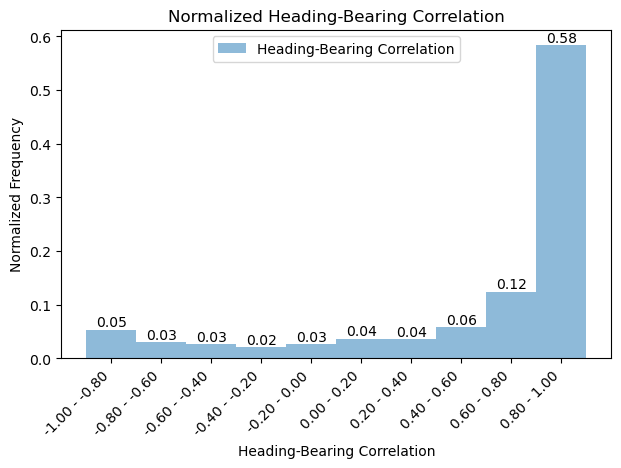 Normalized Heading-Bearing Correlation
Heading-Bearing Correlation
Normalized Frequency
0.6
0.5
0.4
0.3
0.2
0.1
0.0
0.05
0.03
0.03
0.02
0.03
0.04
0.04
0.06
0.12
0.58
-1.00 - -0.80
-0.80 - -0.60
-0.60 - -0.40
-0.40 - -0.20
-0.20 - 0.00
0.00 - 0.20
0.20 - 0.40
0.40 - 0.60
0.60 - 0.80
0.80 - 1.00
Heading-Bearing Correlation